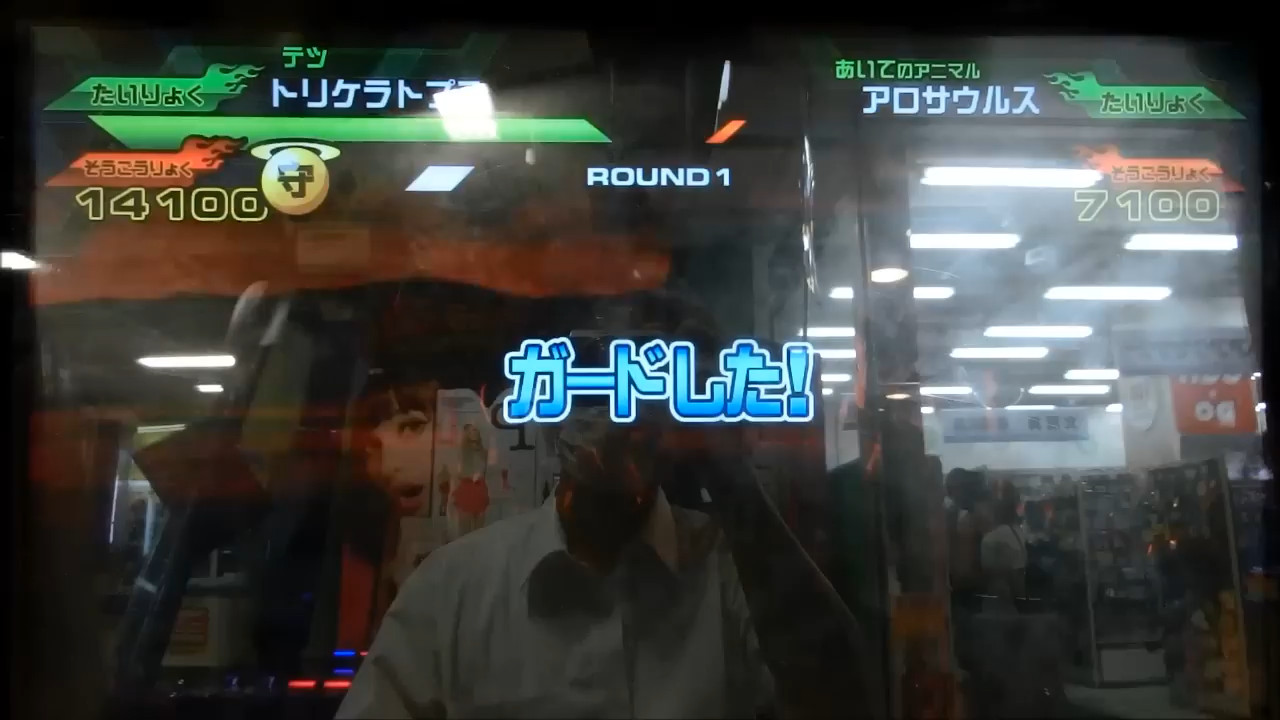 テツ
たいりょく
トリケラトプス
あいてのアニマル
アロサウルス
たいりょく
そうこうりょく
守
14100
ROUND 1
そうこうりょく
7100
ガードした!